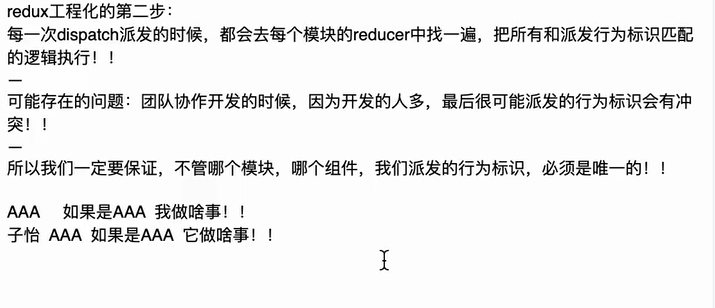 redux工程化的第二步：
每一次dispatch派发的时候，都会去每个模块的reducer中找一遍，把所有和派发行为标识匹配
的逻辑执行！！
—
可能存在的问题：团队协作开发的时候，因为开发的人多，最后很可能派发的行为标识会有冲
突！！
—
所以我们一定要保证，不管哪个模块，哪个组件，我们派发的行为标识，必须是唯一的！！
AAA 如果是AAA 我做啥事！！
子怡 AAA 如果是AAA 它做啥事！！